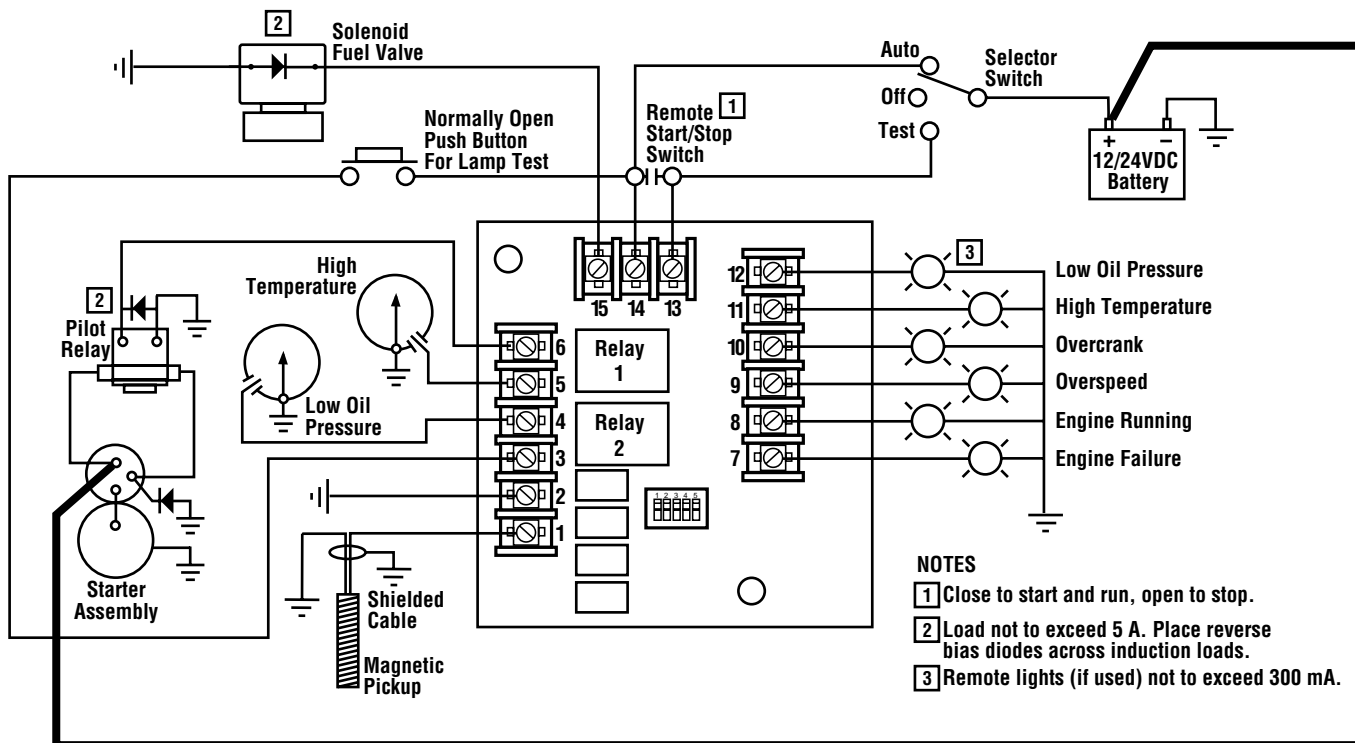 2
Solenoid
Fuel Valve
Normally Open
Push Button
For Lamp Test
Remote 1
Start/Stop
Switch
Auto
Off
Test
Selector
Switch
+ −
12/24VDC
Battery
2
Pilot
Relay
High
Temperature
Low Oil
Pressure
Starter
Assembly
Shielded
Cable
Magnetic
Pickup
15 14 13
6
5
4
3
2
1
Relay
1
Relay
2
1 2 3 4 5
12
11
10
9
8
7
3
Low Oil Pressure
High Temperature
Overcrank
Overspeed
Engine Running
Engine Failure
NOTES
1 Close to start and run, open to stop.
2 Load not to exceed 5 A. Place reverse
bias diodes across induction loads.
3 Remote lights (if used) not to exceed 300 mA.